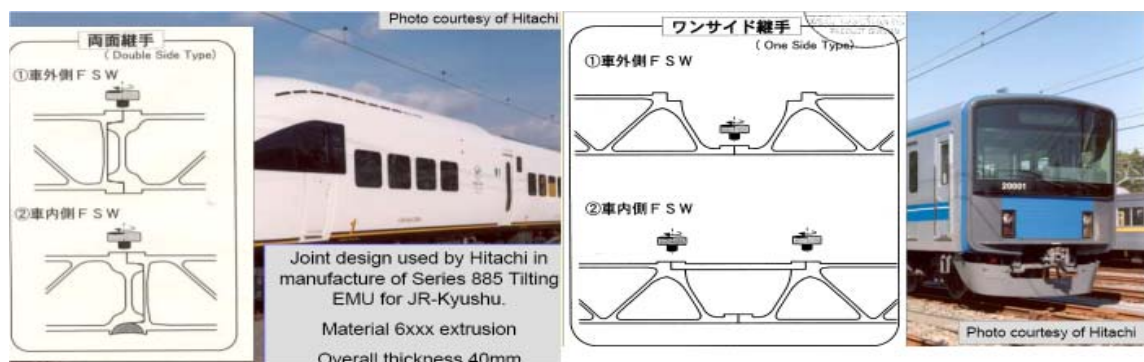 Photo courtesy of Hitachi
両面継手
(Double Side Type)
①車外側FSW
②車内側FSW
Joint design used by Hitachi in
manufacture of Series 885 Tilting
EMU for JR-Kyushu.
Material 6xxx extrusion
Overall thickness 40mm
ワンサイド継手
(One Side Type)
①車外側FSW
②車内側FSW
20001
Photo courtesy of Hitachi